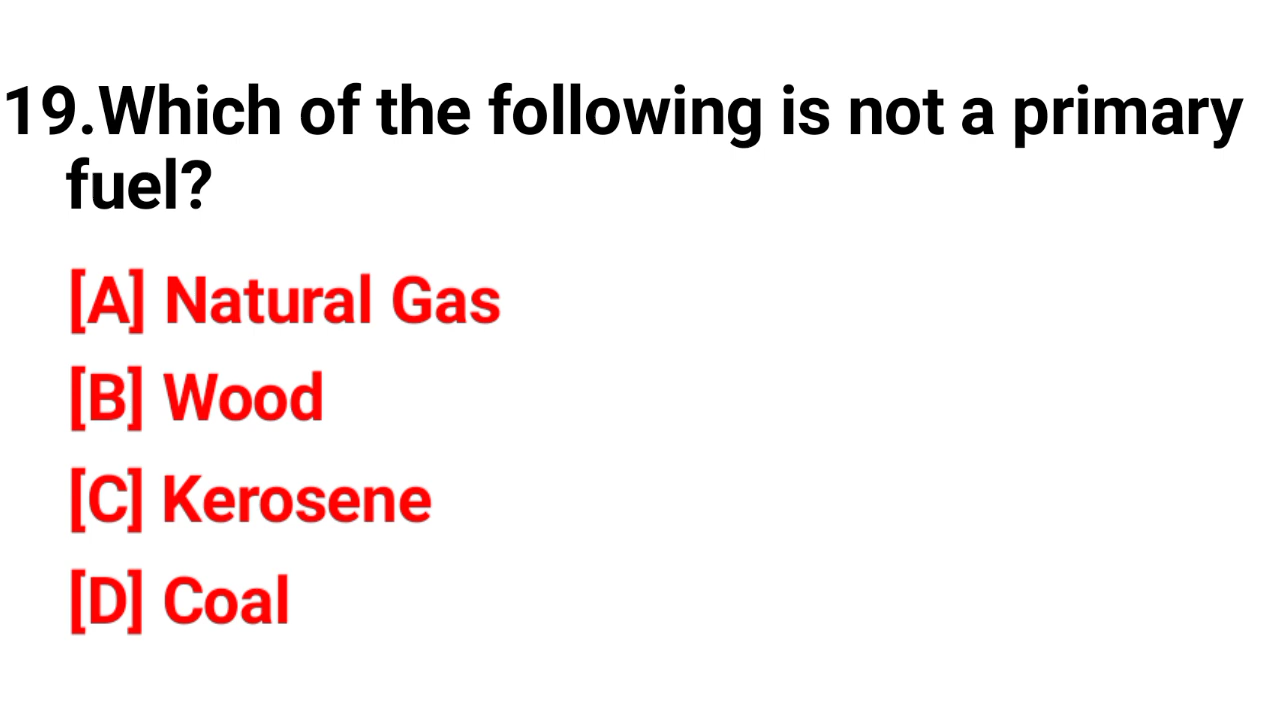 19.Which of the following is not a primary
fuel?
[A] Natural Gas
[B] Wood
[C] Kerosene
[D] Coal